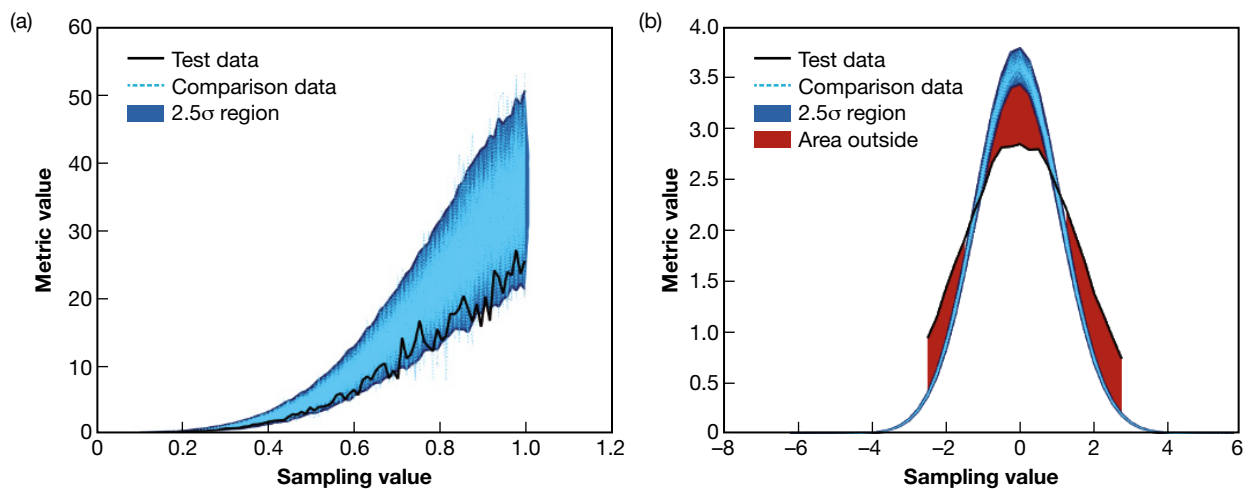 (a)
60
50
40
30
20
10
0
Metric value
Test data
Comparison data
2.5σ region
0
0.2
0.4
0.6
0.8
1.0
1.2
Sampling value
(b)
4.0
3.5
3.0
2.5
2.0
1.5
1.0
0.5
0
Metric value
Test data
Comparison data
2.5σ region
Area outside
−8
−6
−4
−2
0
2
4
6
Sampling value